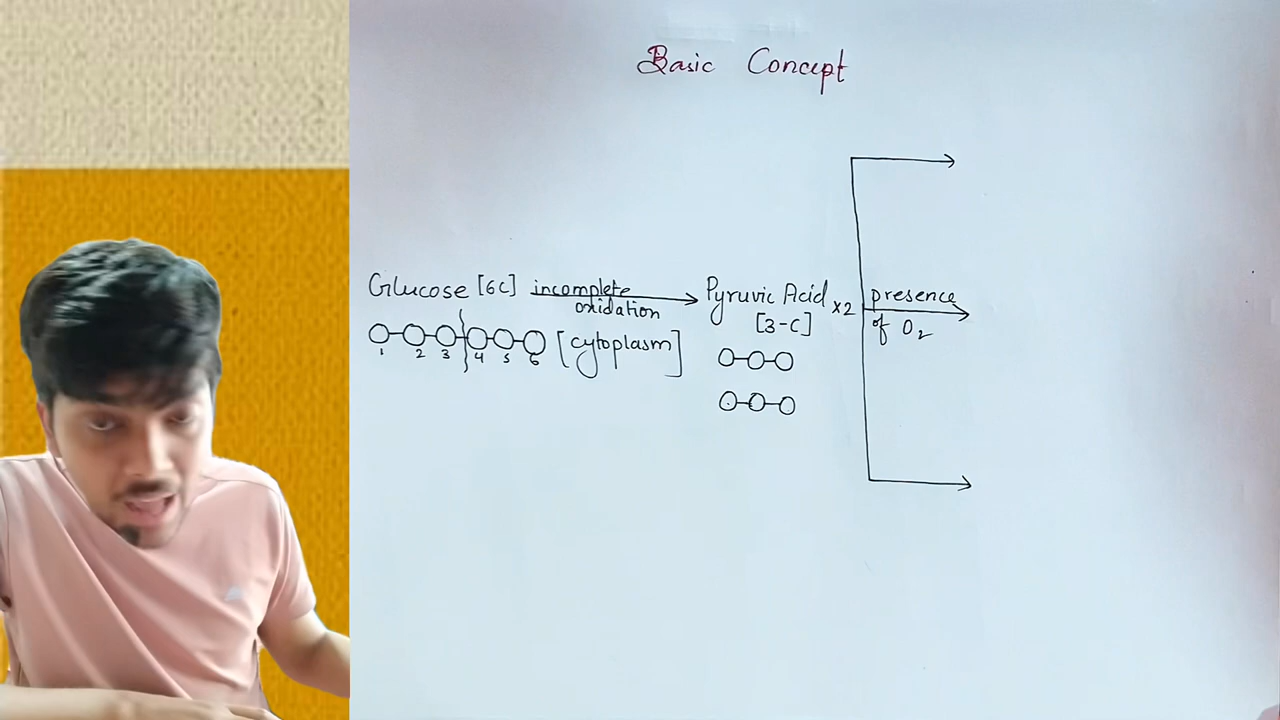 Basic Concept
Glucose [6C] incomplete oxidation
Pyruvic Acid x2
[3-C]
[cytoplasm]
1 2 3 4 5 6
presence
of O2